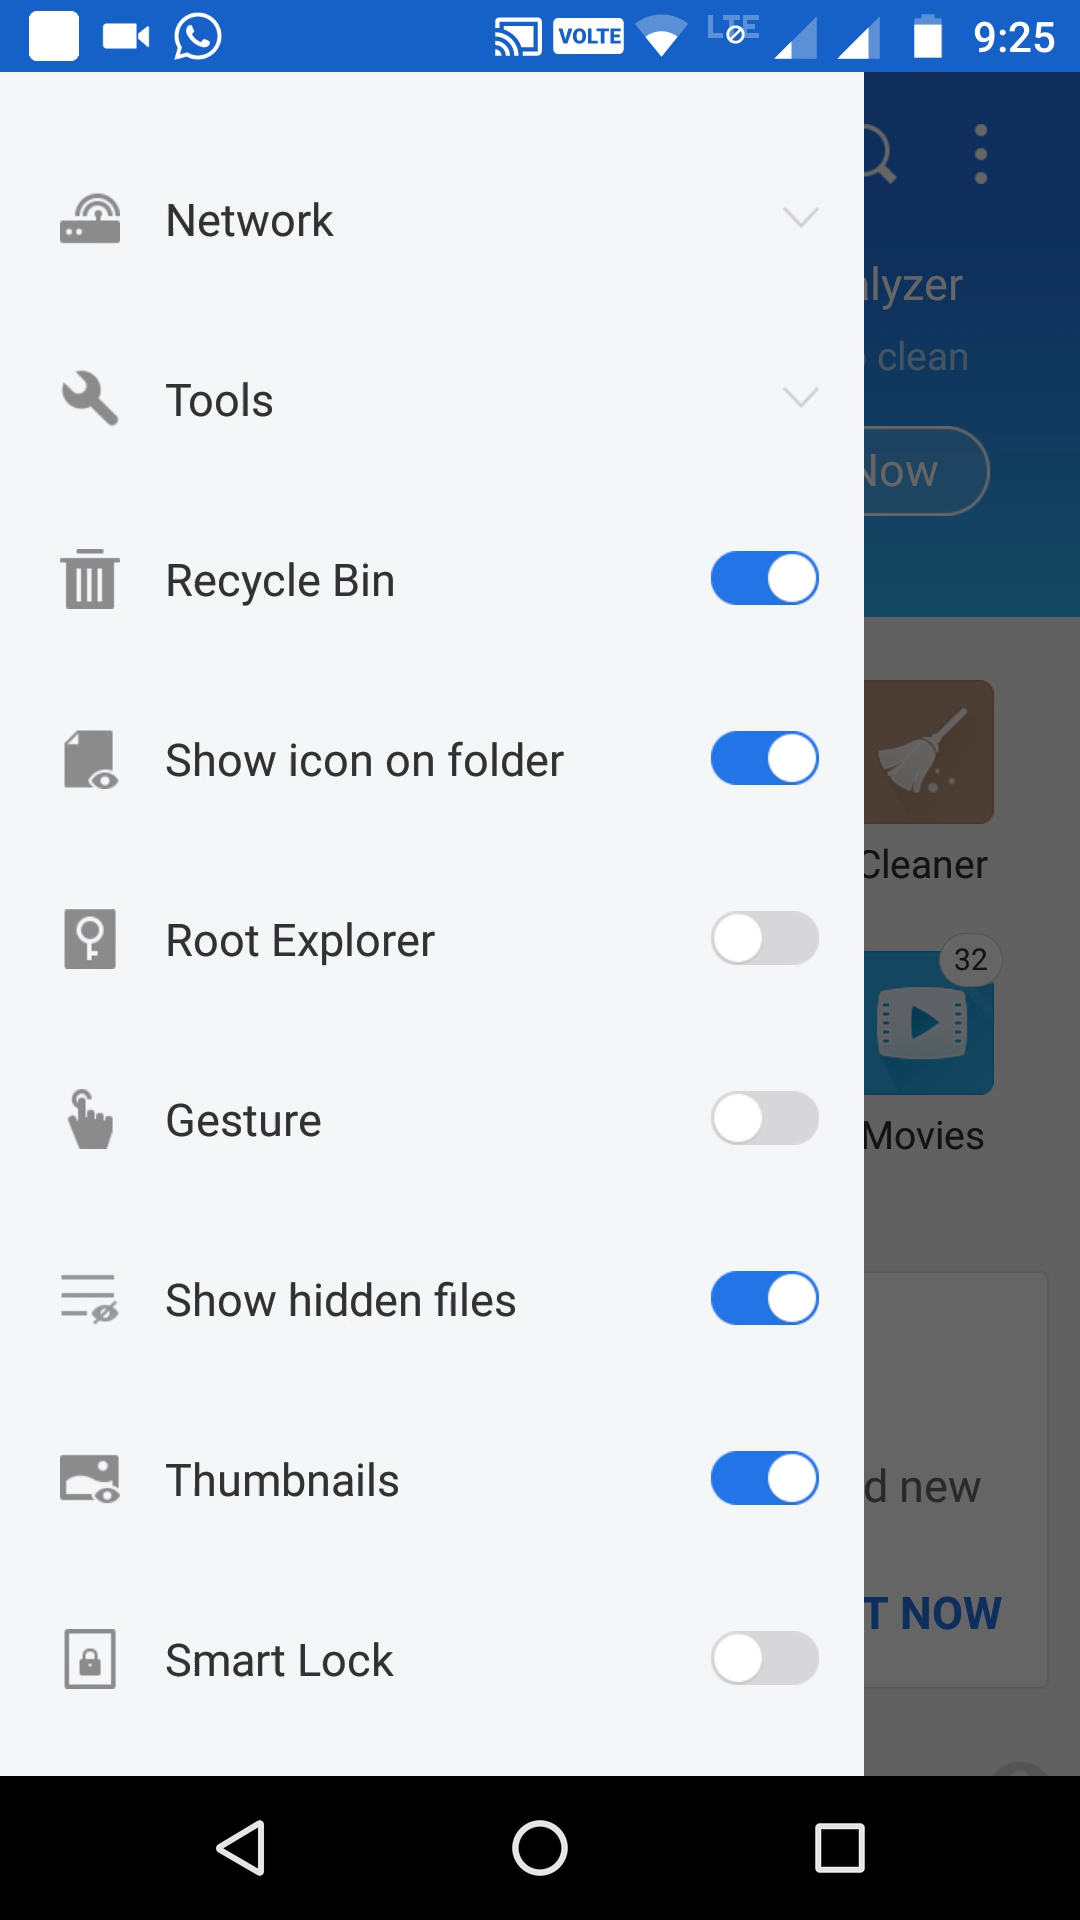 VOLTE LTE 9:25
Network
Tools
Recycle Bin
Show icon on folder
Root Explorer
Gesture
Show hidden files
Thumbnails
Smart Lock
lyzer
clean
Now
Cleaner
32
Movies
d new
T NOW